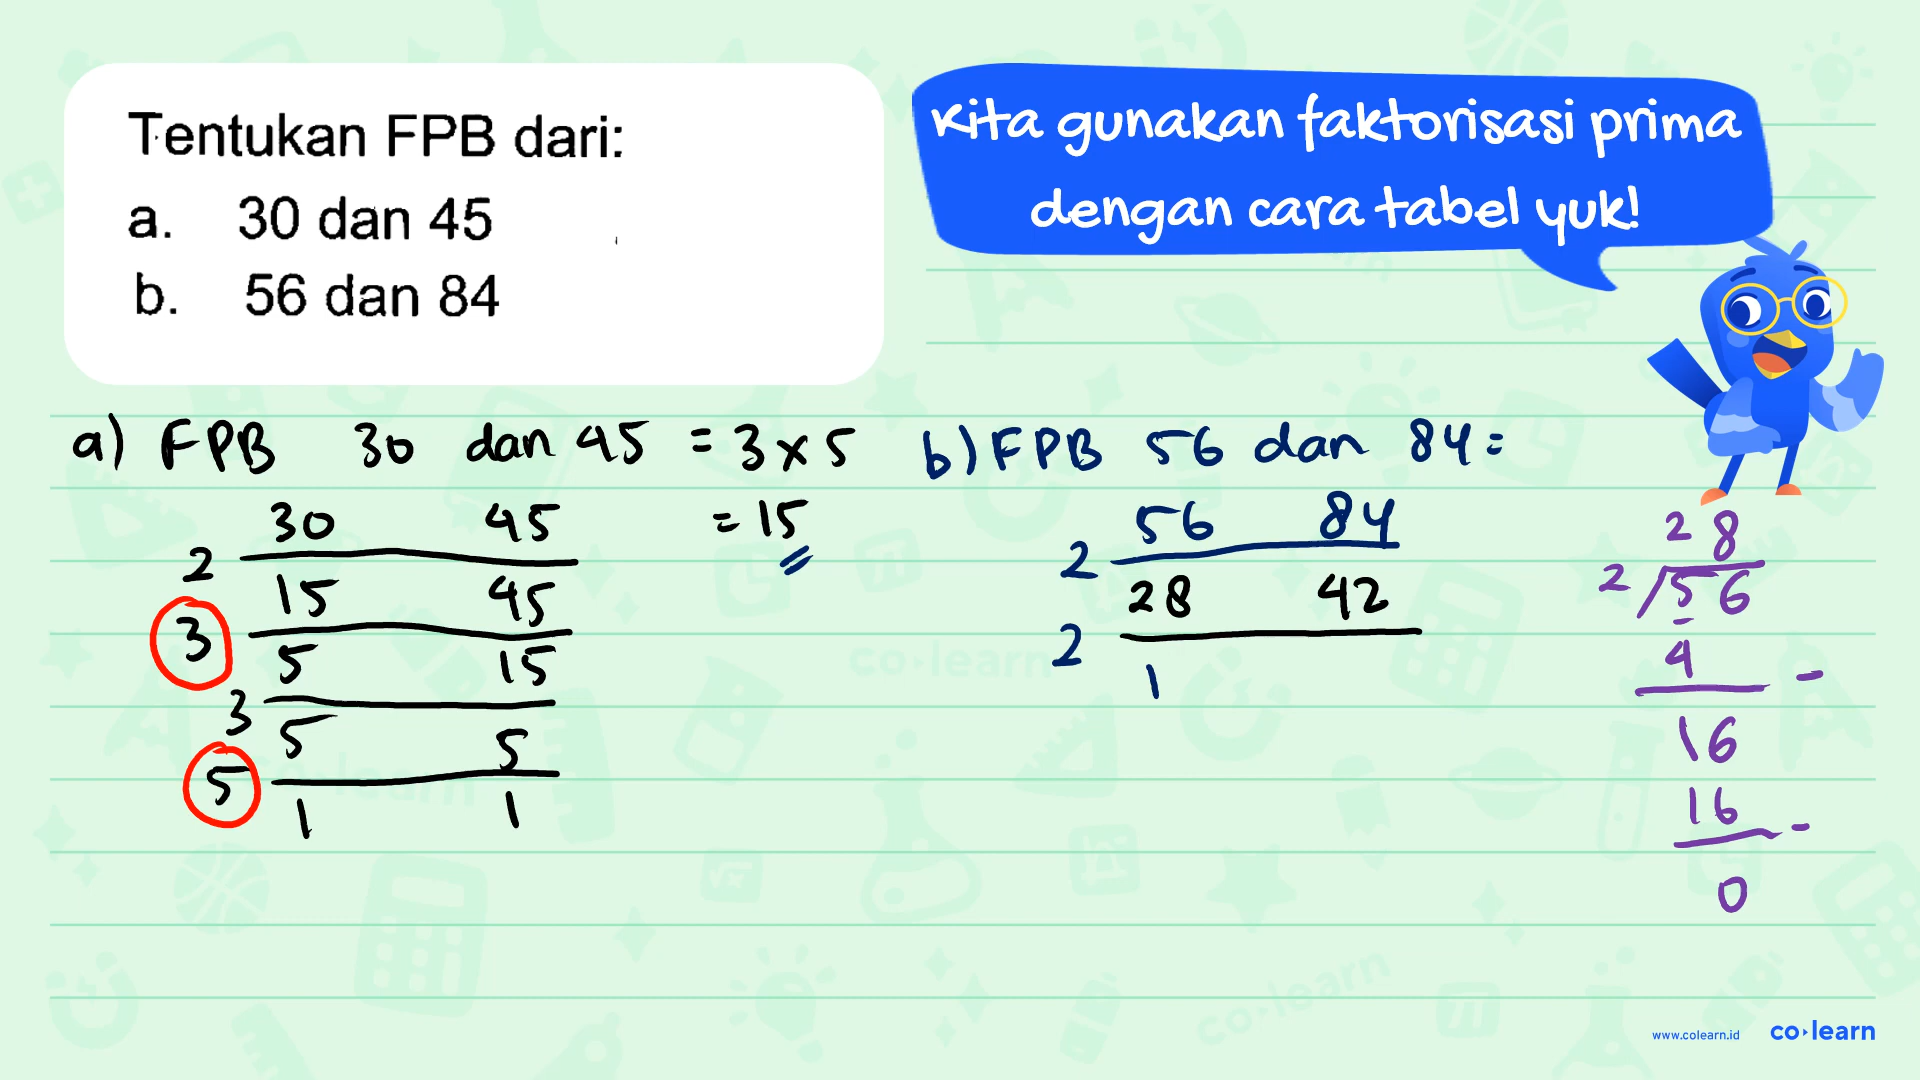 Tentukan FPB dari:
a. 30 dan 45
b. 56 dan 84
Kita gunakan faktorisasi prima
dengan cara tabel yuk!
a) FPB 30 dan 45 = 3 x 5
= 15
30 45
2
15 45
3
5 15
3
5 5
5
1 1
b) FPB 56 dan 84 =
56 84
2
28 42
2
1
28
2 56
4 -
16
16 -
0
co•learn
www.colearn.id co•learn